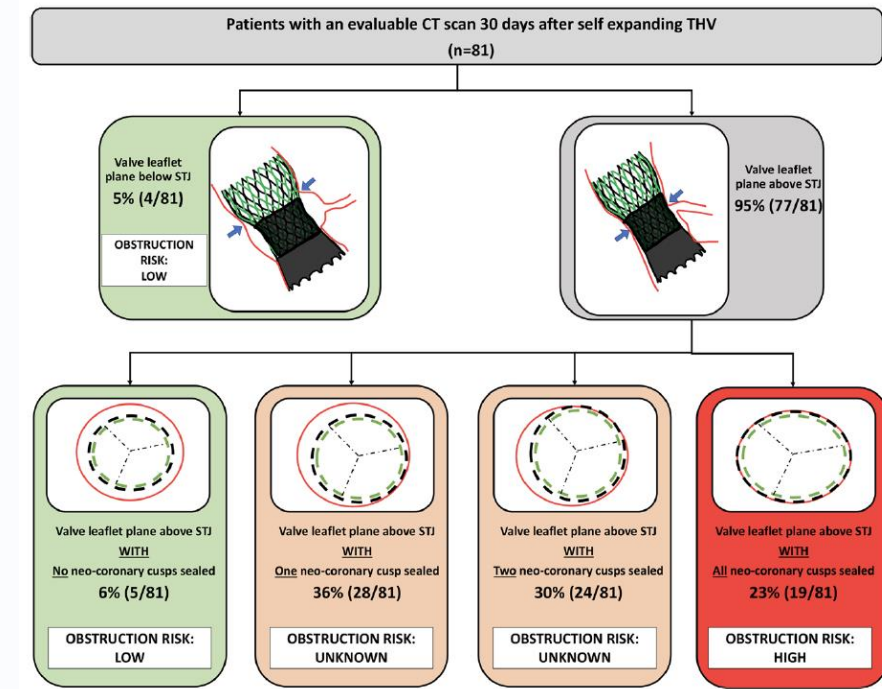 Patients with an evaluable CT scan 30 days after self expanding THV
(n=81)
Valve leaflet
plane below STJ
5% (4/81)
OBSTRUCTION
RISK:
LOW
Valve leaflet
plane above STJ
95% (77/81)
Valve leaflet plane above STJ
WITH
No neo-coronary cusps sealed
6% (5/81)
OBSTRUCTION RISK:
LOW
Valve leaflet plane above STJ
WITH
One neo-coronary cusp sealed
36% (28/81)
OBSTRUCTION RISK:
UNKNOWN
Valve leaflet plane above STJ
WITH
Two neo-coronary cusps sealed
30% (24/81)
OBSTRUCTION RISK:
UNKNOWN
Valve leaflet plane above STJ
WITH
All neo-coronary cusps sealed
23% (19/81)
OBSTRUCTION RISK:
HIGH